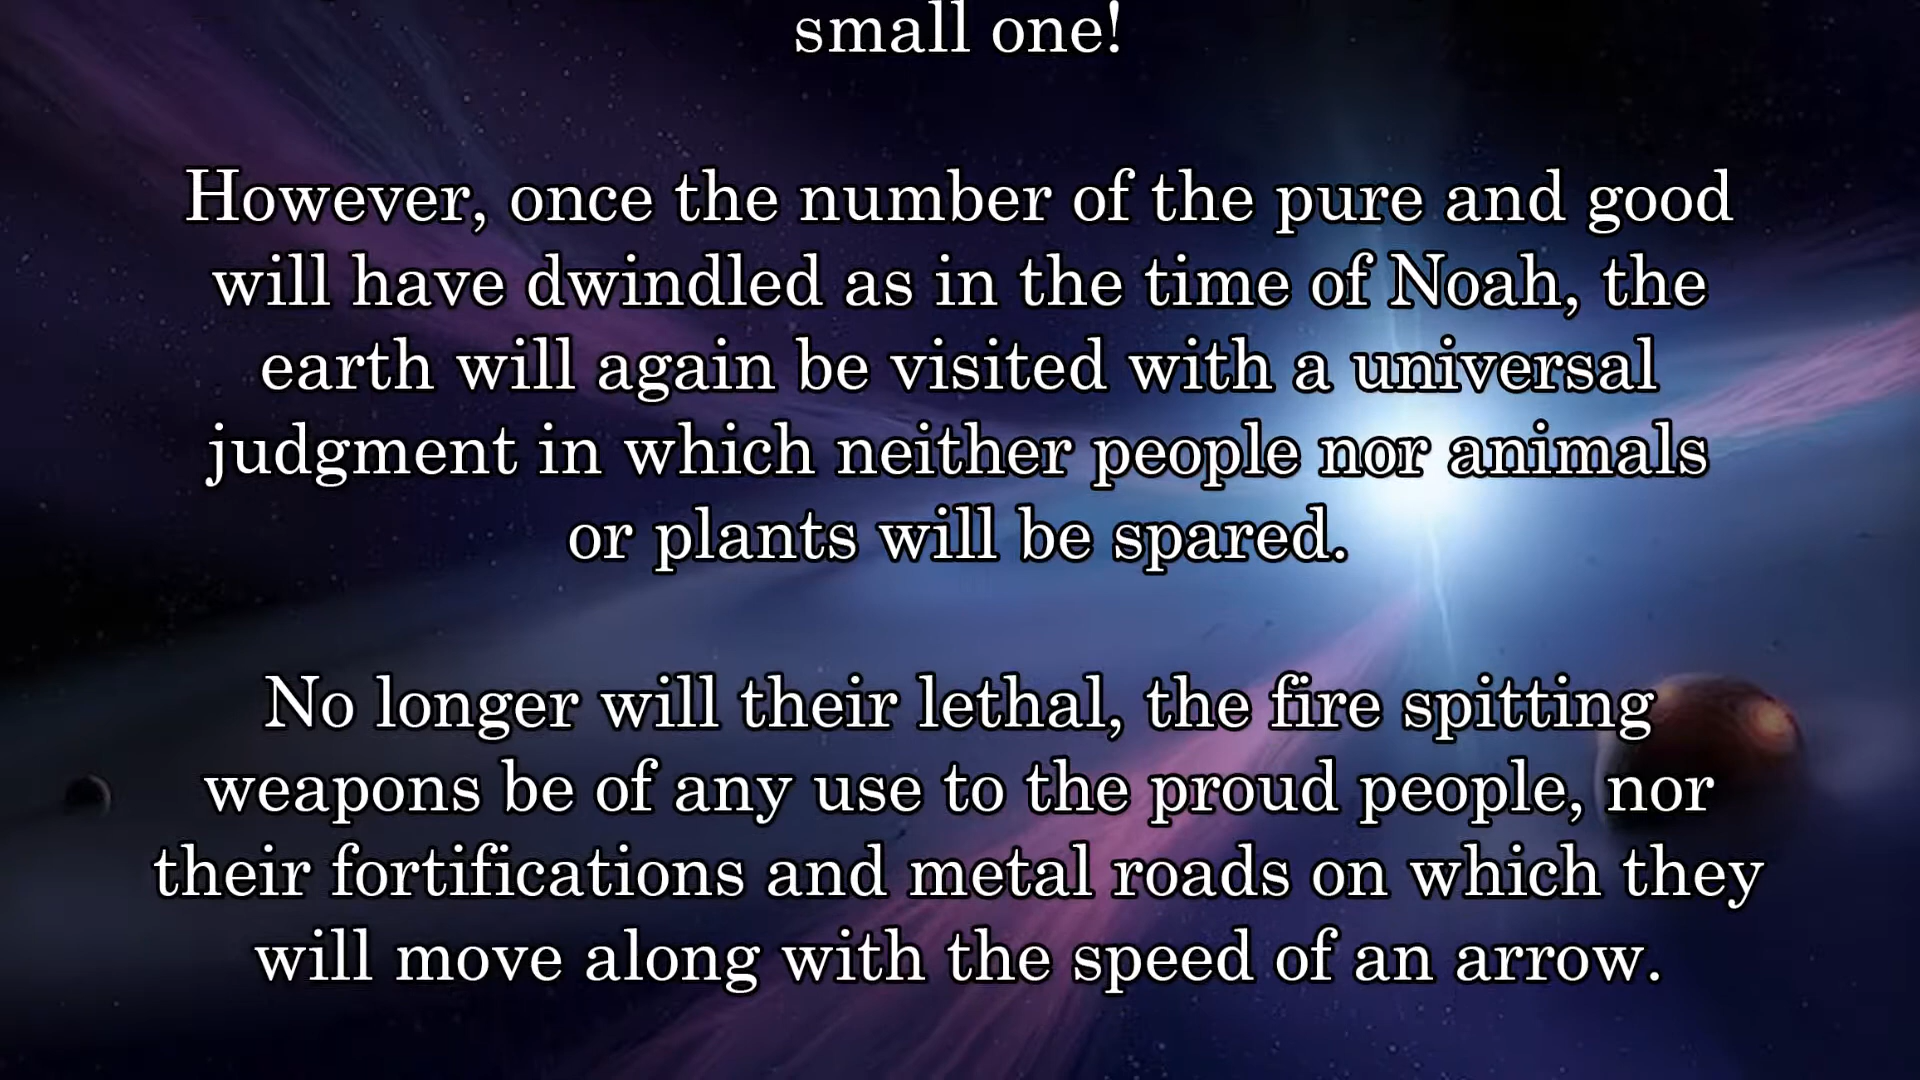 small one!
However, once the number of the pure and good
will have dwindled as in the time of Noah, the
earth will again be visited with a universal
judgment in which neither people nor animals
or plants will be spared.
No longer will their lethal, the fire spitting
weapons be of any use to the proud people, nor
their fortifications and metal roads on which they
will move along with the speed of an arrow.